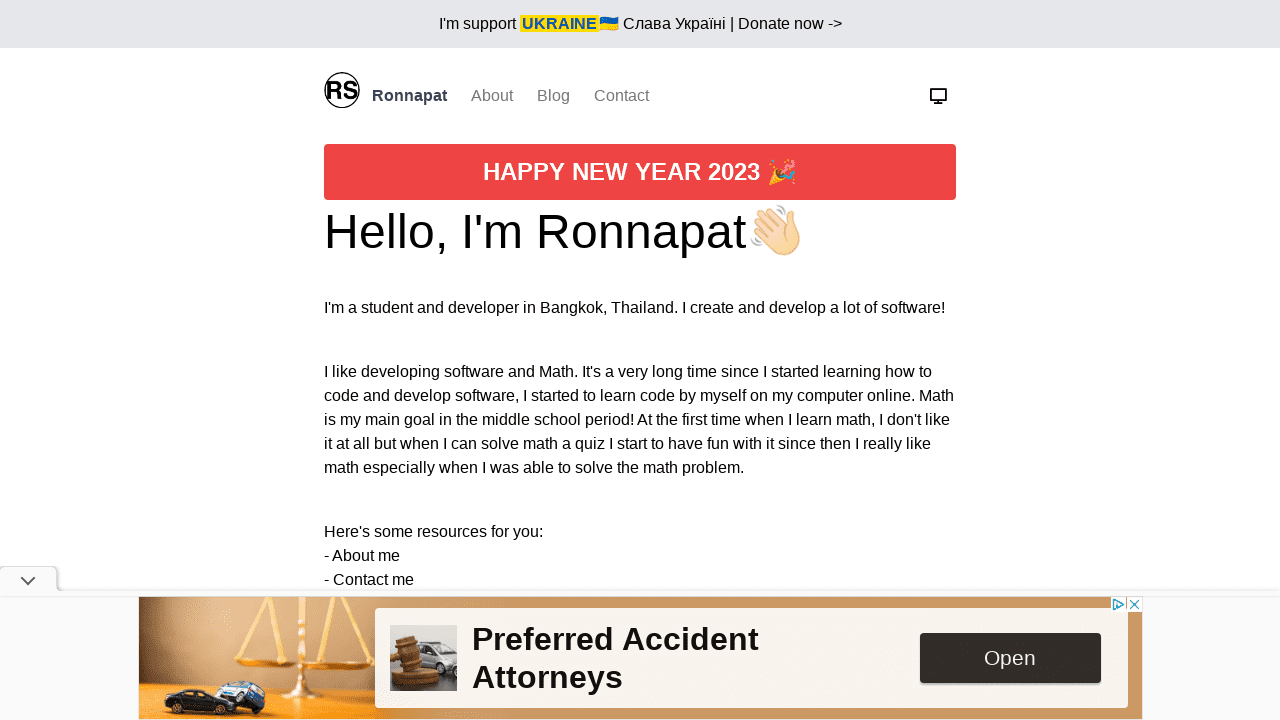 I'm support UKRAINE🇺🇦 Слава Україні | Donate now ->
RS Ronnapat About Blog Contact
HAPPY NEW YEAR 2023 🎉
Hello, I'm Ronnapat👋🏻
I'm a student and developer in Bangkok, Thailand. I create and develop a lot of software!
I like developing software and Math. It's a very long time since I started learning how to
code and develop software, I started to learn code by myself on my computer online. Math
is my main goal in the middle school period! At the first time when I learn math, I don't like
it at all but when I can solve math a quiz I start to have fun with it since then I really like
math especially when I was able to solve the math problem.
Here's some resources for you:
- About me
- Contact me
Preferred Accident
Attorneys
Open